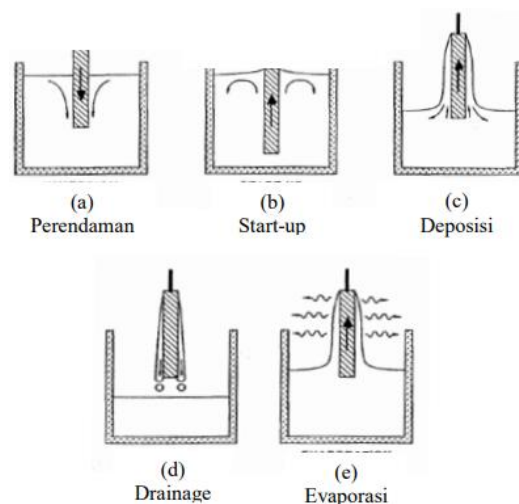 (a)
Perendaman
(b)
Start-up
(c)
Deposisi
(d)
Drainage
(e)
Evaporasi